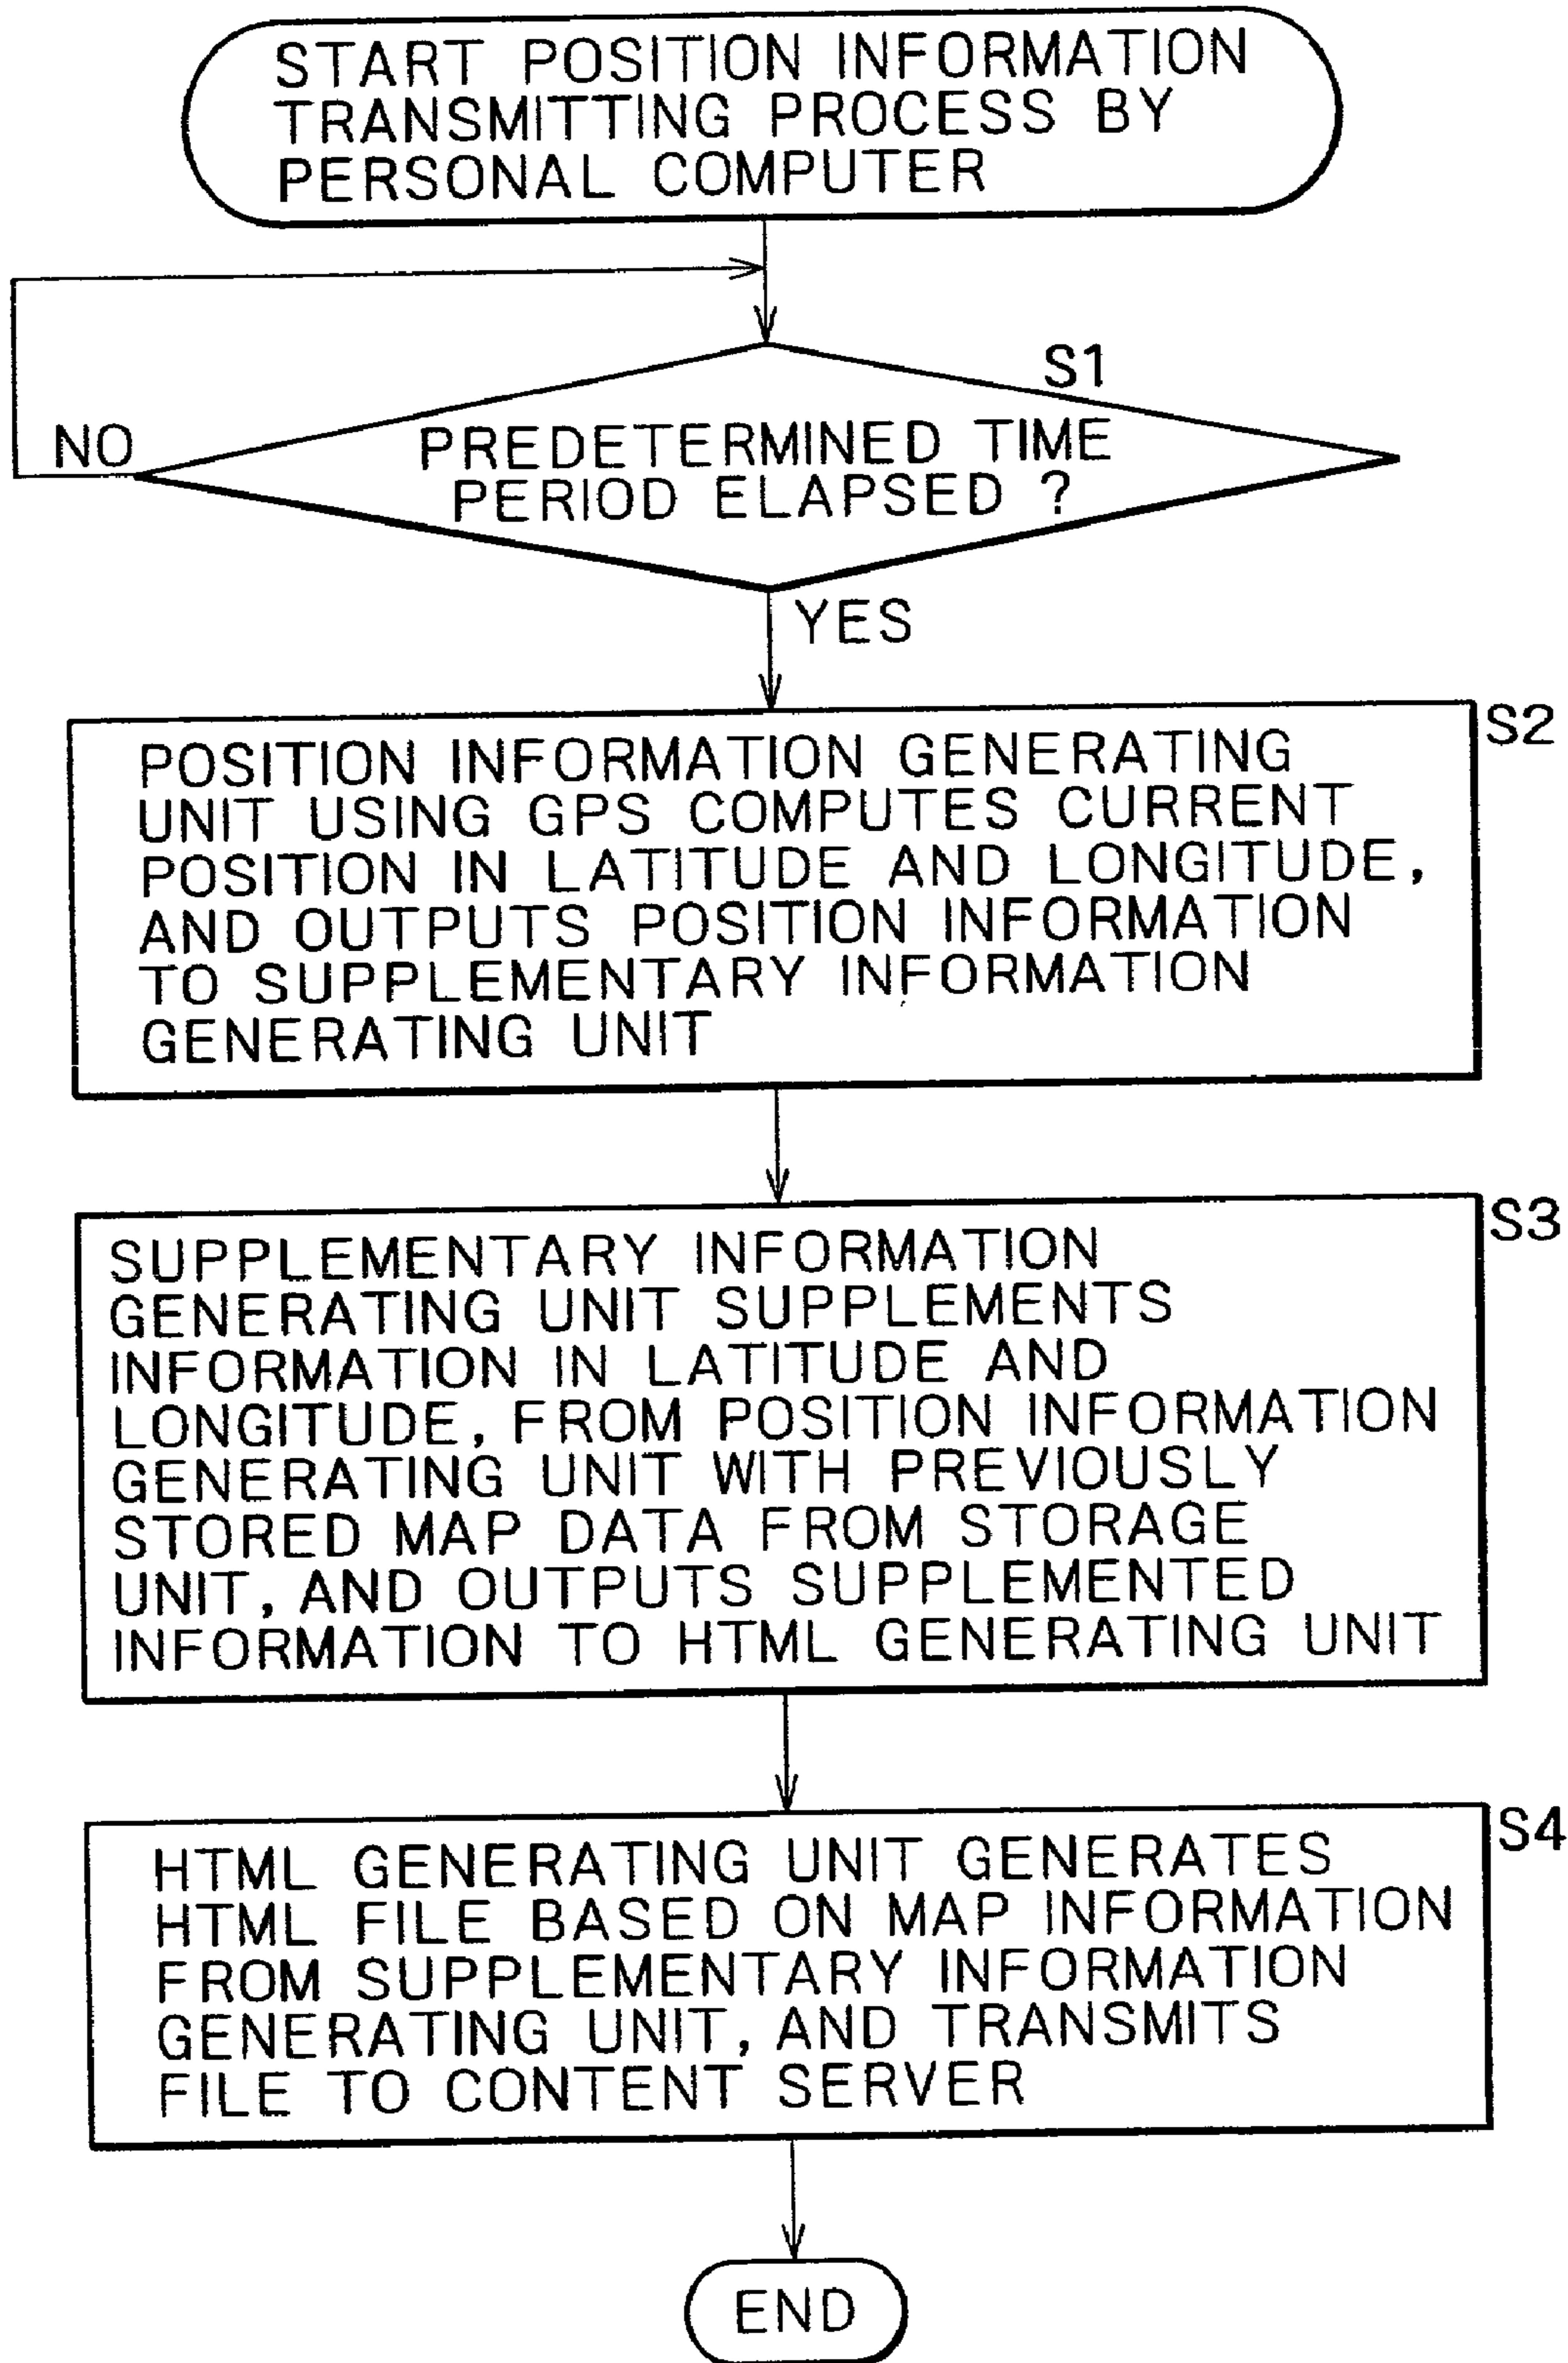 START POSITION INFORMATION
TRANSMITTING PROCESS BY
PERSONAL COMPUTER
S1
NO
PREDETERMINED TIME
PERIOD ELAPSED ?
YES
S2
POSITION INFORMATION GENERATING
UNIT USING GPS COMPUTES CURRENT
POSITION IN LATITUDE AND LONGITUDE,
AND OUTPUTS POSITION INFORMATION
TO SUPPLEMENTARY INFORMATION
GENERATING UNIT
S3
SUPPLEMENTARY INFORMATION
GENERATING UNIT SUPPLEMENTS
INFORMATION IN LATITUDE AND
LONGITUDE, FROM POSITION INFORMATION
GENERATING UNIT WITH PREVIOUSLY
STORED MAP DATA FROM STORAGE
UNIT, AND OUTPUTS SUPPLEMENTED
INFORMATION TO HTML GENERATING UNIT
S4
HTML GENERATING UNIT GENERATES
HTML FILE BASED ON MAP INFORMATION
FROM SUPPLEMENTARY INFORMATION
GENERATING UNIT, AND TRANSMITS
FILE TO CONTENT SERVER
END